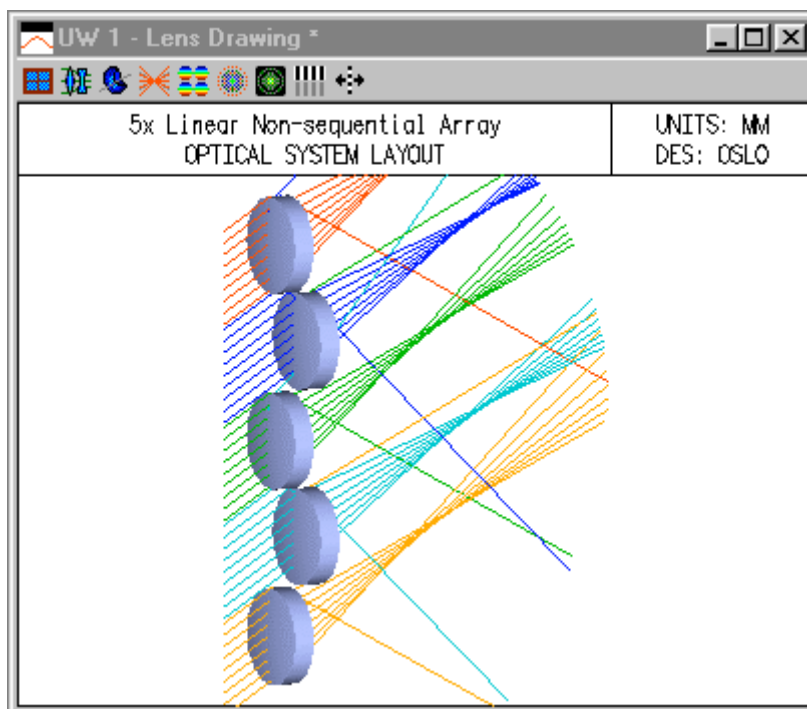 UW 1 - Lens Drawing *
5x Linear Non-sequential Array
OPTICAL SYSTEM LAYOUT
UNITS: MM
DES: OSLO